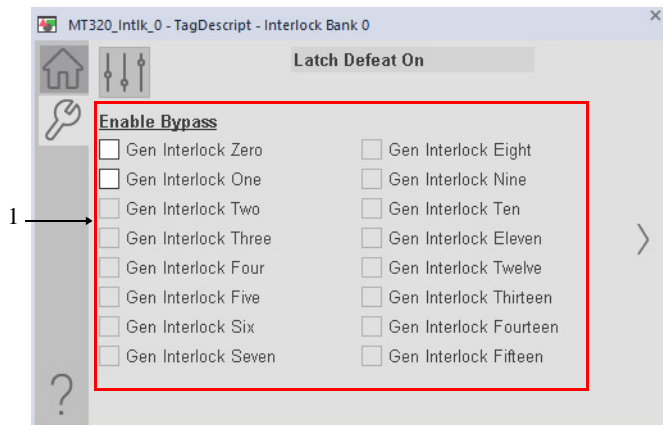 MT320_Intlk_0 - TagDescript - Interlock Bank 0
Latch Defeat On
Enable Bypass
Gen Interlock Zero
Gen Interlock One
Gen Interlock Two
Gen Interlock Three
Gen Interlock Four
Gen Interlock Five
Gen Interlock Six
Gen Interlock Seven
Gen Interlock Eight
Gen Interlock Nine
Gen Interlock Ten
Gen Interlock Eleven
Gen Interlock Twelve
Gen Interlock Thirteen
Gen Interlock Fourteen
Gen Interlock Fifteen
1
?